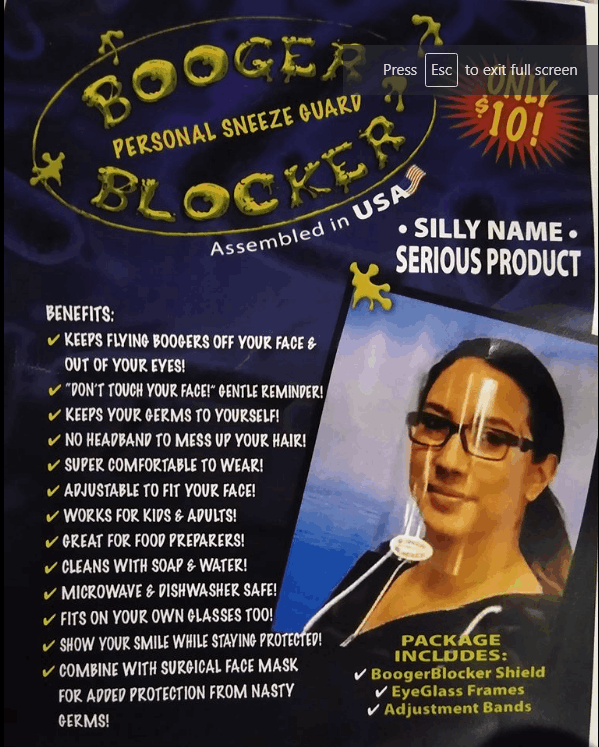 BOOGER
PERSONAL SNEEZE GUARD
BLOCKER
Assembled in USA
Press Esc to exit full screen
ONLY
$10!
• SILLY NAME •
SERIOUS PRODUCT
BENEFITS:
✔ KEEPS FLYING BOOGERS OFF YOUR FACE &
OUT OF YOUR EYES!
✔ "DON'T TOUCH YOUR FACE!" GENTLE REMINDER!
✔ KEEPS YOUR GERMS TO YOURSELF!
✔ NO HEADBAND TO MESS UP YOUR HAIR!
✔ SUPER COMFORTABLE TO WEAR!
✔ ADJUSTABLE TO FIT YOUR FACE!
✔ WORKS FOR KIDS & ADULTS!
✔ GREAT FOR FOOD PREPARERS!
✔ CLEANS WITH SOAP & WATER!
✔ MICROWAVE & DISHWASHER SAFE!
✔ FITS ON YOUR OWN GLASSES TOO!
✔ SHOW YOUR SMILE WHILE STAYING PROTECTED!
✔ COMBINE WITH SURGICAL FACE MASK
FOR ADDED PROTECTION FROM NASTY
GERMS!
PACKAGE
INCLUDES:
✔ BoogerBlocker Shield
✔ EyeGlass Frames
✔ Adjustment Bands